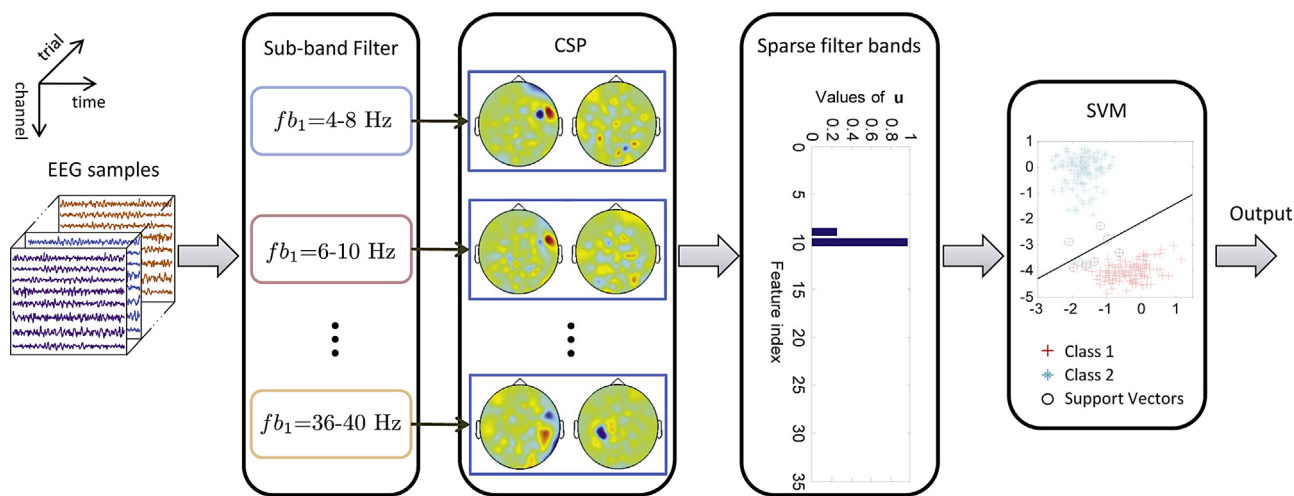 trial
time
channel
EEG samples
Sub-band Filter
fb₁=4-8 Hz
fb₁=6-10 Hz
fb₁=36-40 Hz
CSP
Sparse filter bands
Values of u
0 0.2 0.4 0.6 0.8 1
0
5
10
15
20
25
30
35
Feature index
SVM
1
0
-1
-2
-3
-4
-5
-3 -2 -1 0 1
Class 1
Class 2
Support Vectors
Output